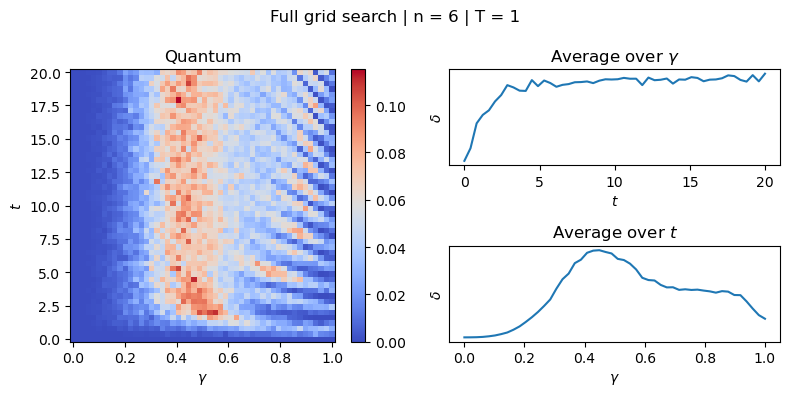 Full grid search | n = 6 | T = 1
Quantum
20.0
17.5
15.0
12.5
10.0
7.5
5.0
2.5
0.0
t
0.0 0.2 0.4 0.6 0.8 1.0
γ
0.10
0.08
0.06
0.04
0.02
0.00
Average over γ
δ
0 5 10 15 20
t
Average over t
δ
0.0 0.2 0.4 0.6 0.8 1.0
γ